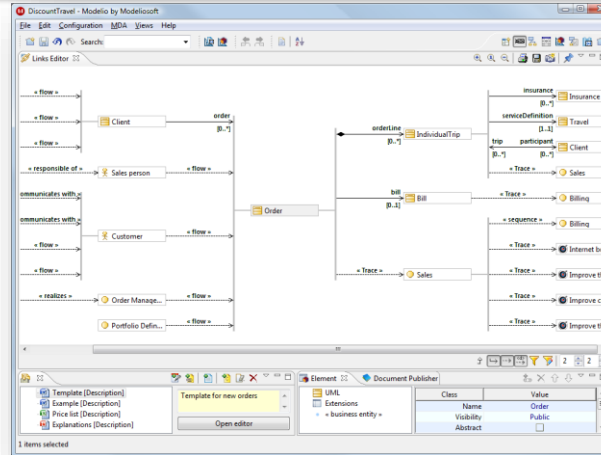 DiscountTravel - Modelio by Modeliosoft
File Edit Configuration MDA Views Help
Search:
Links Editor
« flow »
« flow »
« flow »
Client
order
[0..*]
« responsible of »
Sales person
« flow »
ommunicates with »
ommunicates with »
Customer
« flow »
« flow »
« flow »
« realizes »
Order Manage...
« flow »
Portfolio Defin...
« flow »
Order
orderLine
[0..*]
IndividualTrip
bill
[0..1]
Bill
« Trace »
Sales
insurance
[0..*]
Insurance
serviceDefinition
[1..1]
Travel
trip
[0..*]
participant
[0..*]
Client
« Trace »
Sales
« Trace »
Billing
« sequence »
Billing
« Trace »
Internet b
« Trace »
Improve th
« Trace »
Improve c
« Trace »
Improve th
2
2
Template [Description]
Example [Description]
Price list [Description]
Explanations [Description]
Template for new orders
Open editor
Element
Document Publisher
UML
Extensions
« business entity »
Class Value
Name Order
Visibility Public
Abstract
1 items selected